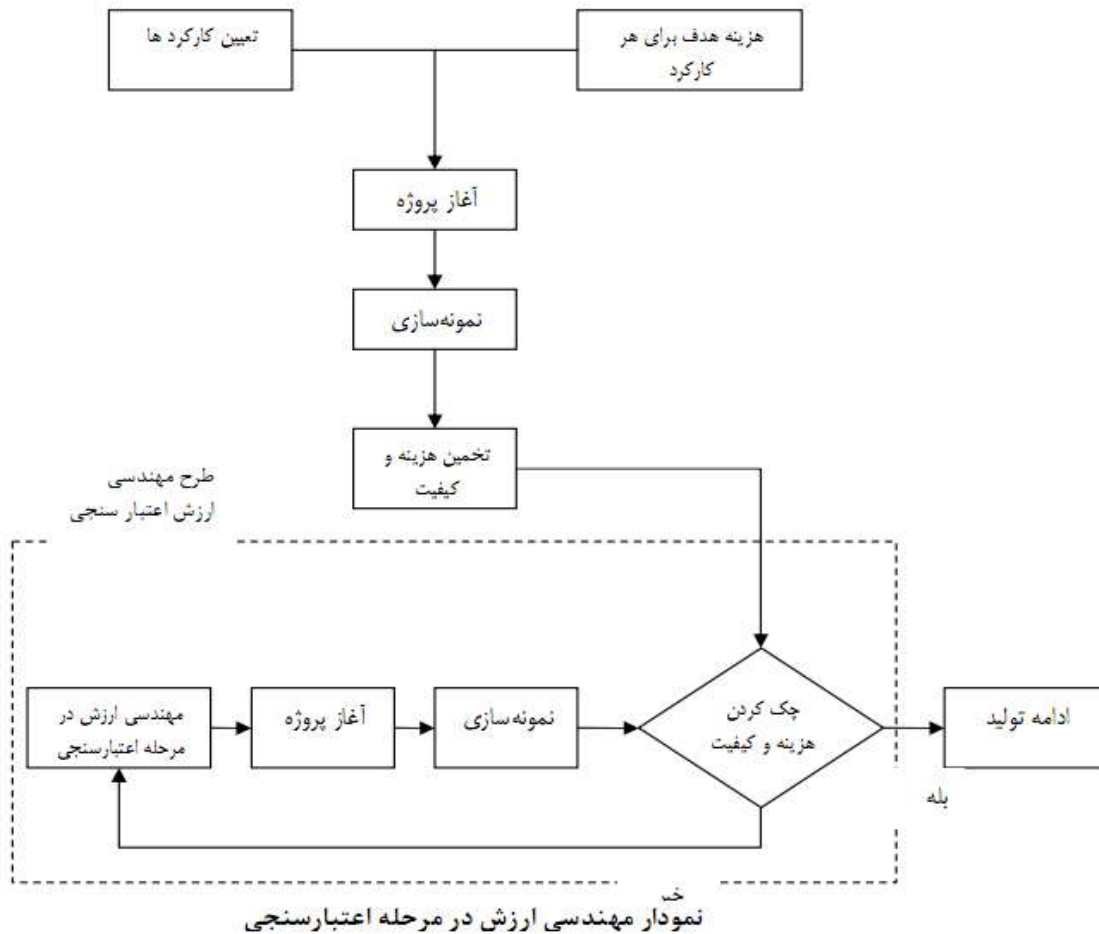 تعیین کارکرد ها
هزینه هدف برای هر
کارکرد
آغاز پروژه
نمونه‌سازی
تخمین هزینه و
کیفیت
طرح مهندسی
ارزش اعتبار سنجی
مهندسی ارزش در
مرحله اعتبارسنجی
آغاز پروژه
نمونه‌سازی
چک کردن
هزینه و کیفیت
ادامه تولید
بله
نمودار مهندسی ارزش در مرحله اعتبارسنجی